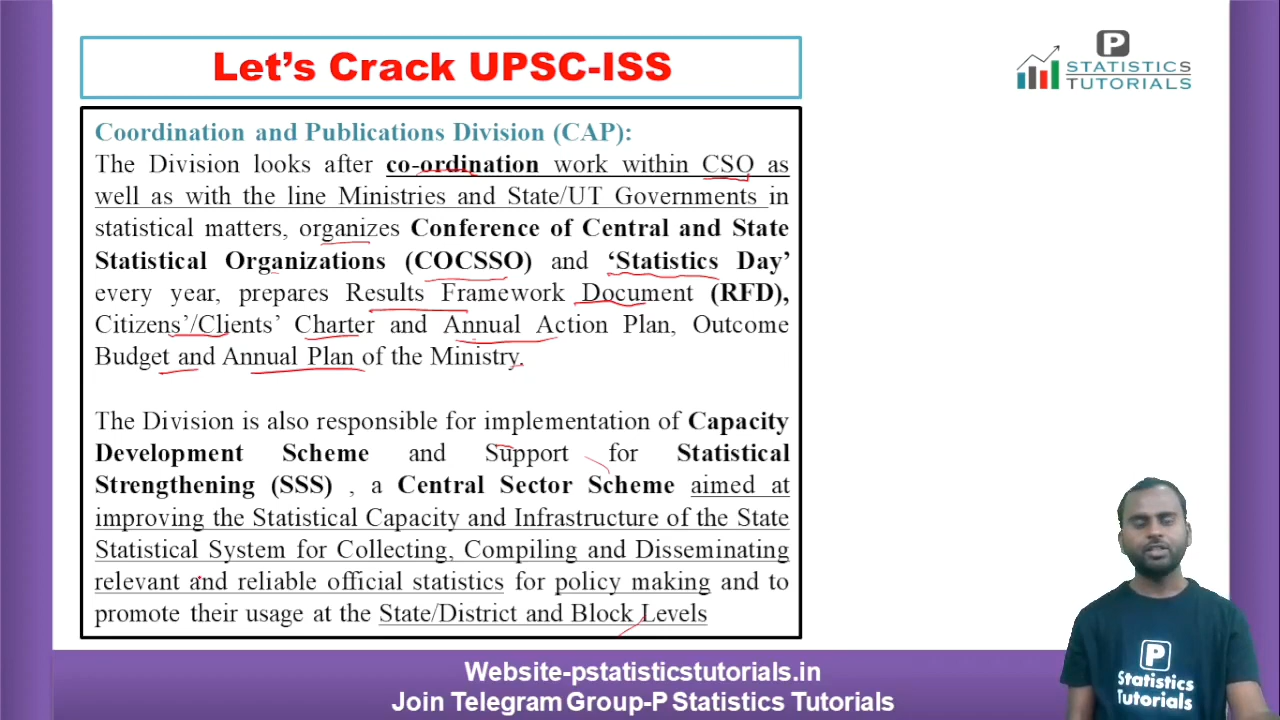 Let's Crack UPSC-ISS
P
STATISTICS
TUTORIALS
Coordination and Publications Division (CAP):
The Division looks after co-ordination work within CSO as
well as with the line Ministries and State/UT Governments in
statistical matters, organizes Conference of Central and State
Statistical Organizations (COCSSO) and ‘Statistics Day’
every year, prepares Results Framework Document (RFD),
Citizens’/Clients’ Charter and Annual Action Plan, Outcome
Budget and Annual Plan of the Ministry.
The Division is also responsible for implementation of Capacity
Development Scheme and Support for Statistical
Strengthening (SSS) , a Central Sector Scheme aimed at
improving the Statistical Capacity and Infrastructure of the State
Statistical System for Collecting, Compiling and Disseminating
relevant and reliable official statistics for policy making and to
promote their usage at the State/District and Block Levels
P
Statistics
Tutorials
Website-pstatisticstutorials.in
Join Telegram Group-P Statistics Tutorials